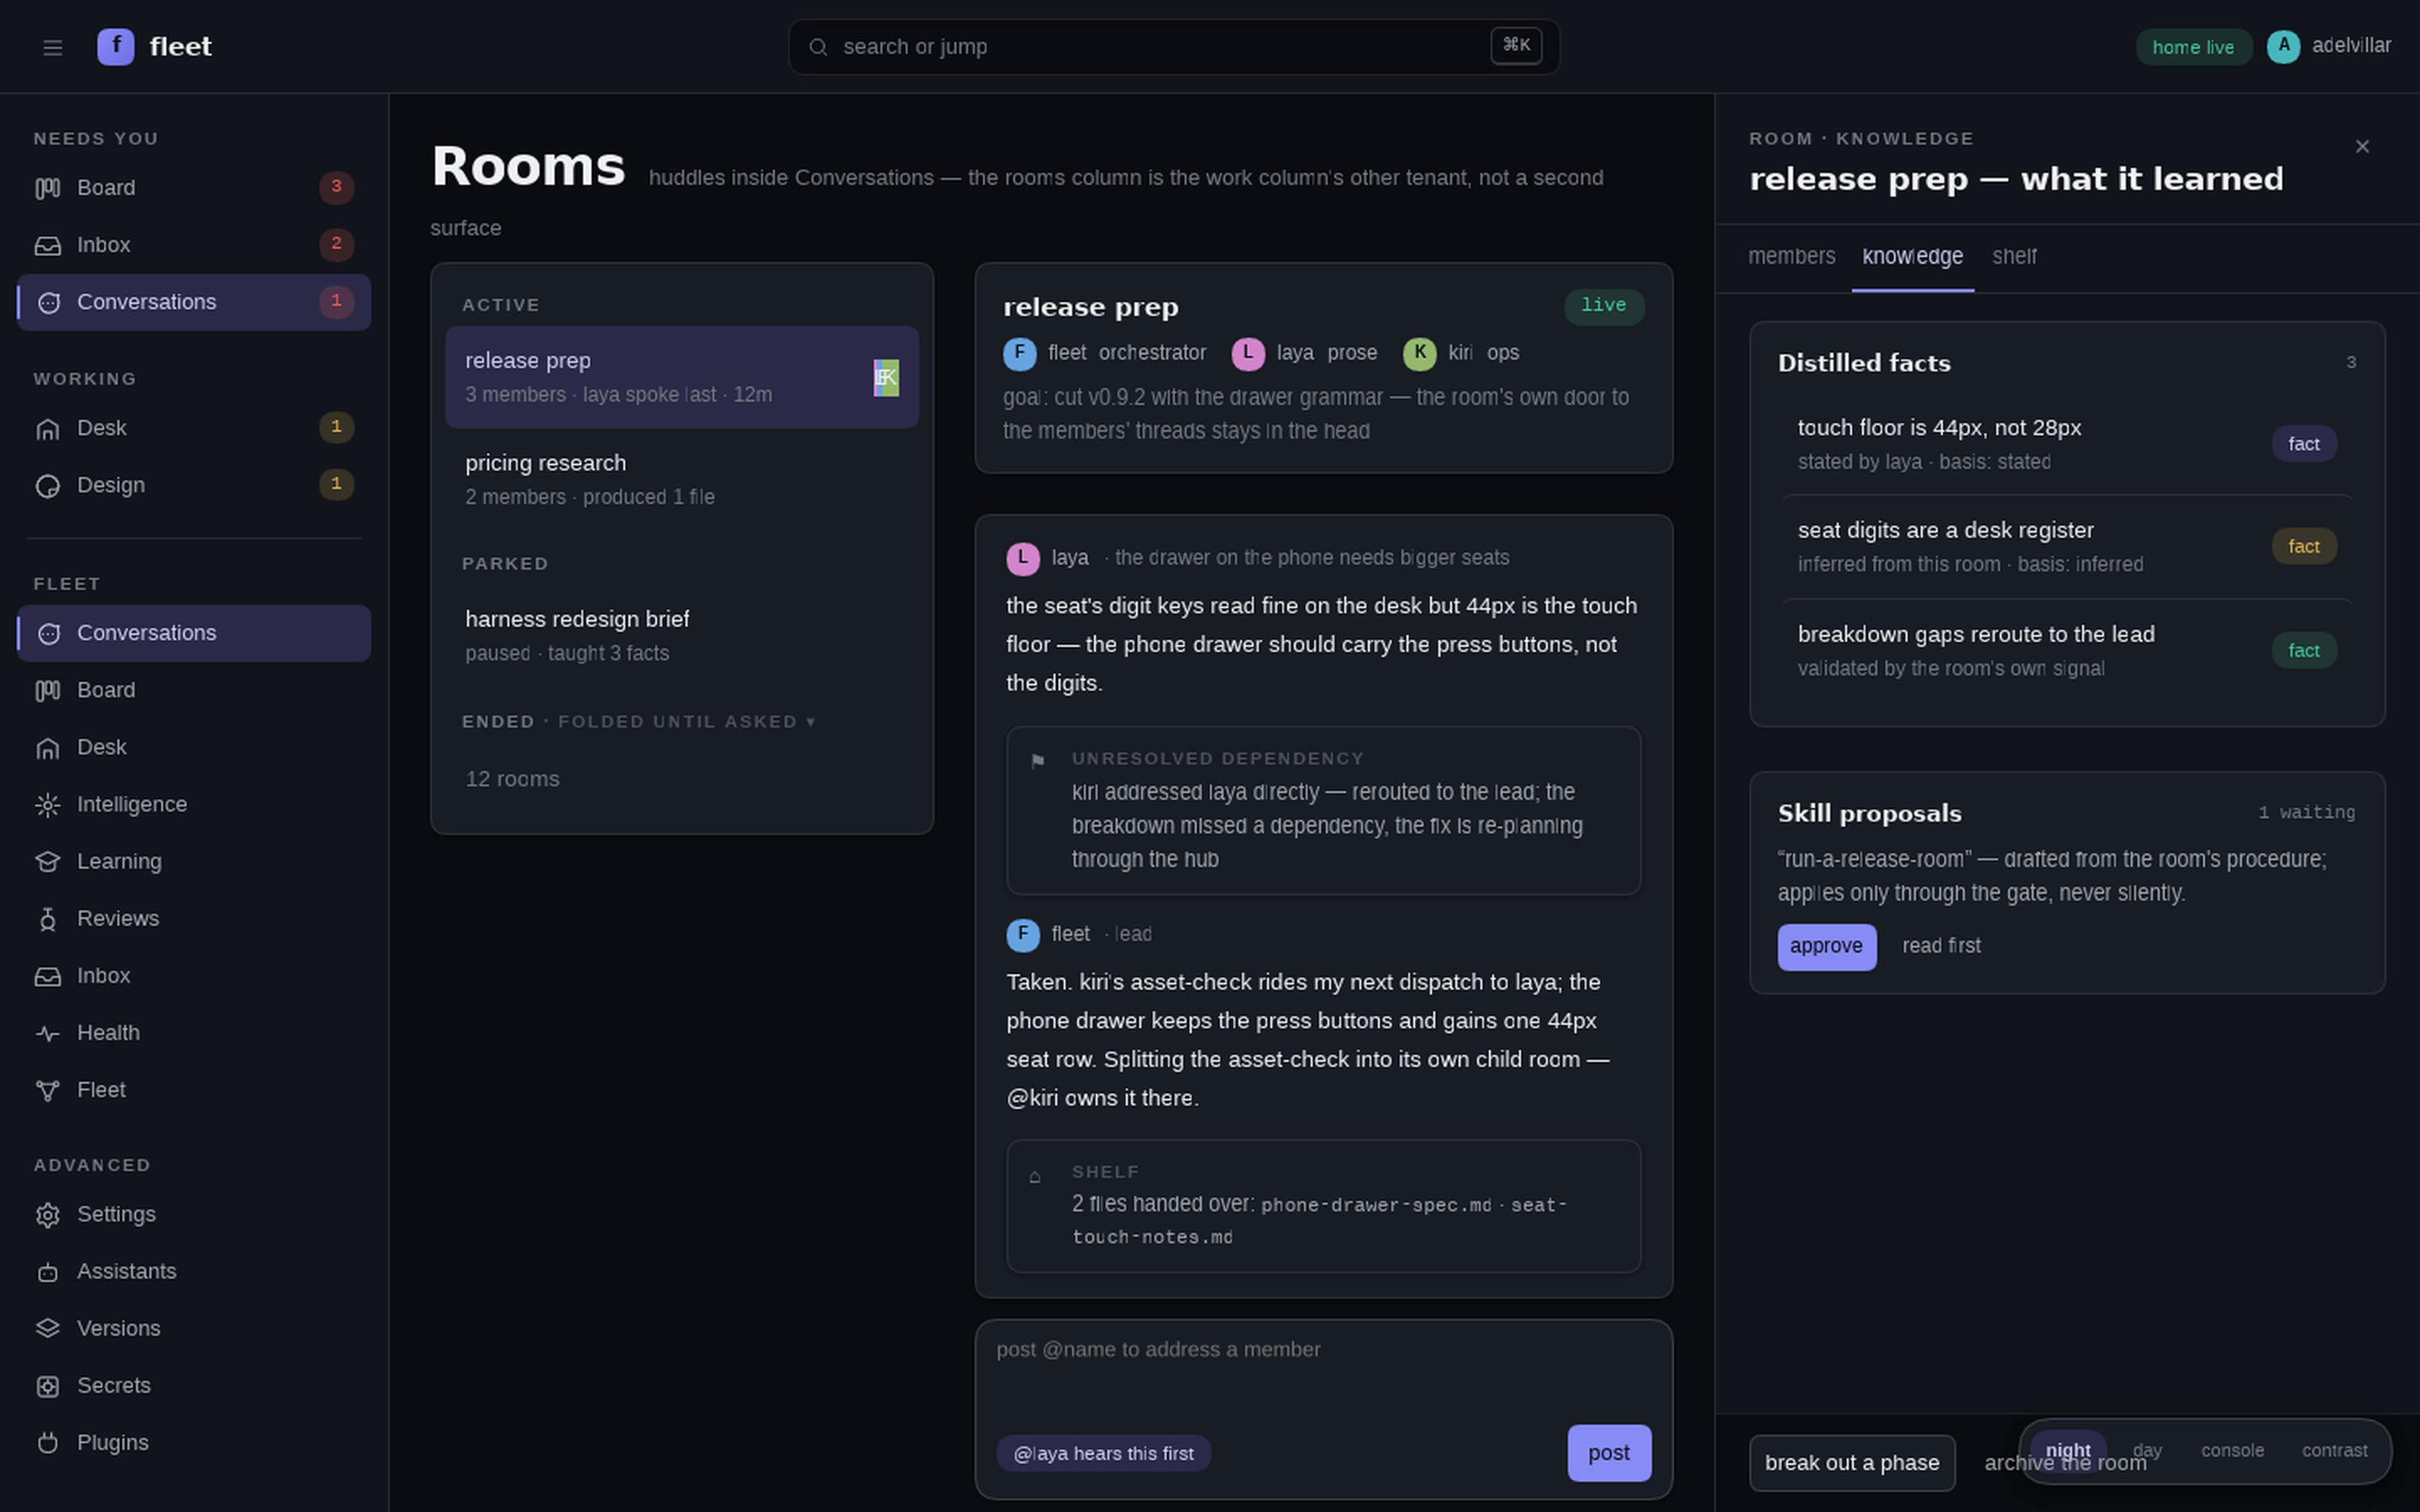 f fleet
search or jump ⌘K
home live A adelvillar
NEEDS YOU
Board 3
Inbox 2
Conversations 1
WORKING
Desk 1
Design 1
FLEET
Conversations
Board
Desk
Intelligence
Learning
Reviews
Inbox
Health
Fleet
ADVANCED
Settings
Assistants
Versions
Secrets
Plugins
Rooms huddles inside Conversations — the rooms column is the work column's other tenant, not a second
surface
ACTIVE
release prep
3 members · laya spoke last · 12m
pricing research
2 members · produced 1 file
PARKED
harness redesign brief
paused · taught 3 facts
ENDED · FOLDED UNTIL ASKED ▾
12 rooms
release prep live
F fleet orchestrator L laya prose K kiri ops
goal: cut v0.9.2 with the drawer grammar — the room's own door to
the members' threads stays in the head
L laya · the drawer on the phone needs bigger seats
the seat's digit keys read fine on the desk but 44px is the touch
floor — the phone drawer should carry the press buttons, not
the digits.
UNRESOLVED DEPENDENCY
kiri addressed laya directly — rerouted to the lead; the
breakdown missed a dependency, the fix is re-planning
through the hub
F fleet · lead
Taken. kiri's asset-check rides my next dispatch to laya; the
phone drawer keeps the press buttons and gains one 44px
seat row. Splitting the asset-check into its own child room —
@kiri owns it there.
SHELF
2 files handed over: phone-drawer-spec.md · seat-
touch-notes.md
post @name to address a member
@laya hears this first post
ROOM · KNOWLEDGE
release prep — what it learned
members knowledge shelf
Distilled facts 3
touch floor is 44px, not 28px
stated by laya · basis: stated
fact
seat digits are a desk register
inferred from this room · basis: inferred
fact
breakdown gaps reroute to the lead
validated by the room's own signal
fact
Skill proposals 1 waiting
“run-a-release-room” — drafted from the room's procedure;
applies only through the gate, never silently.
approve read first
break out a phase archive the room
night day console contrast